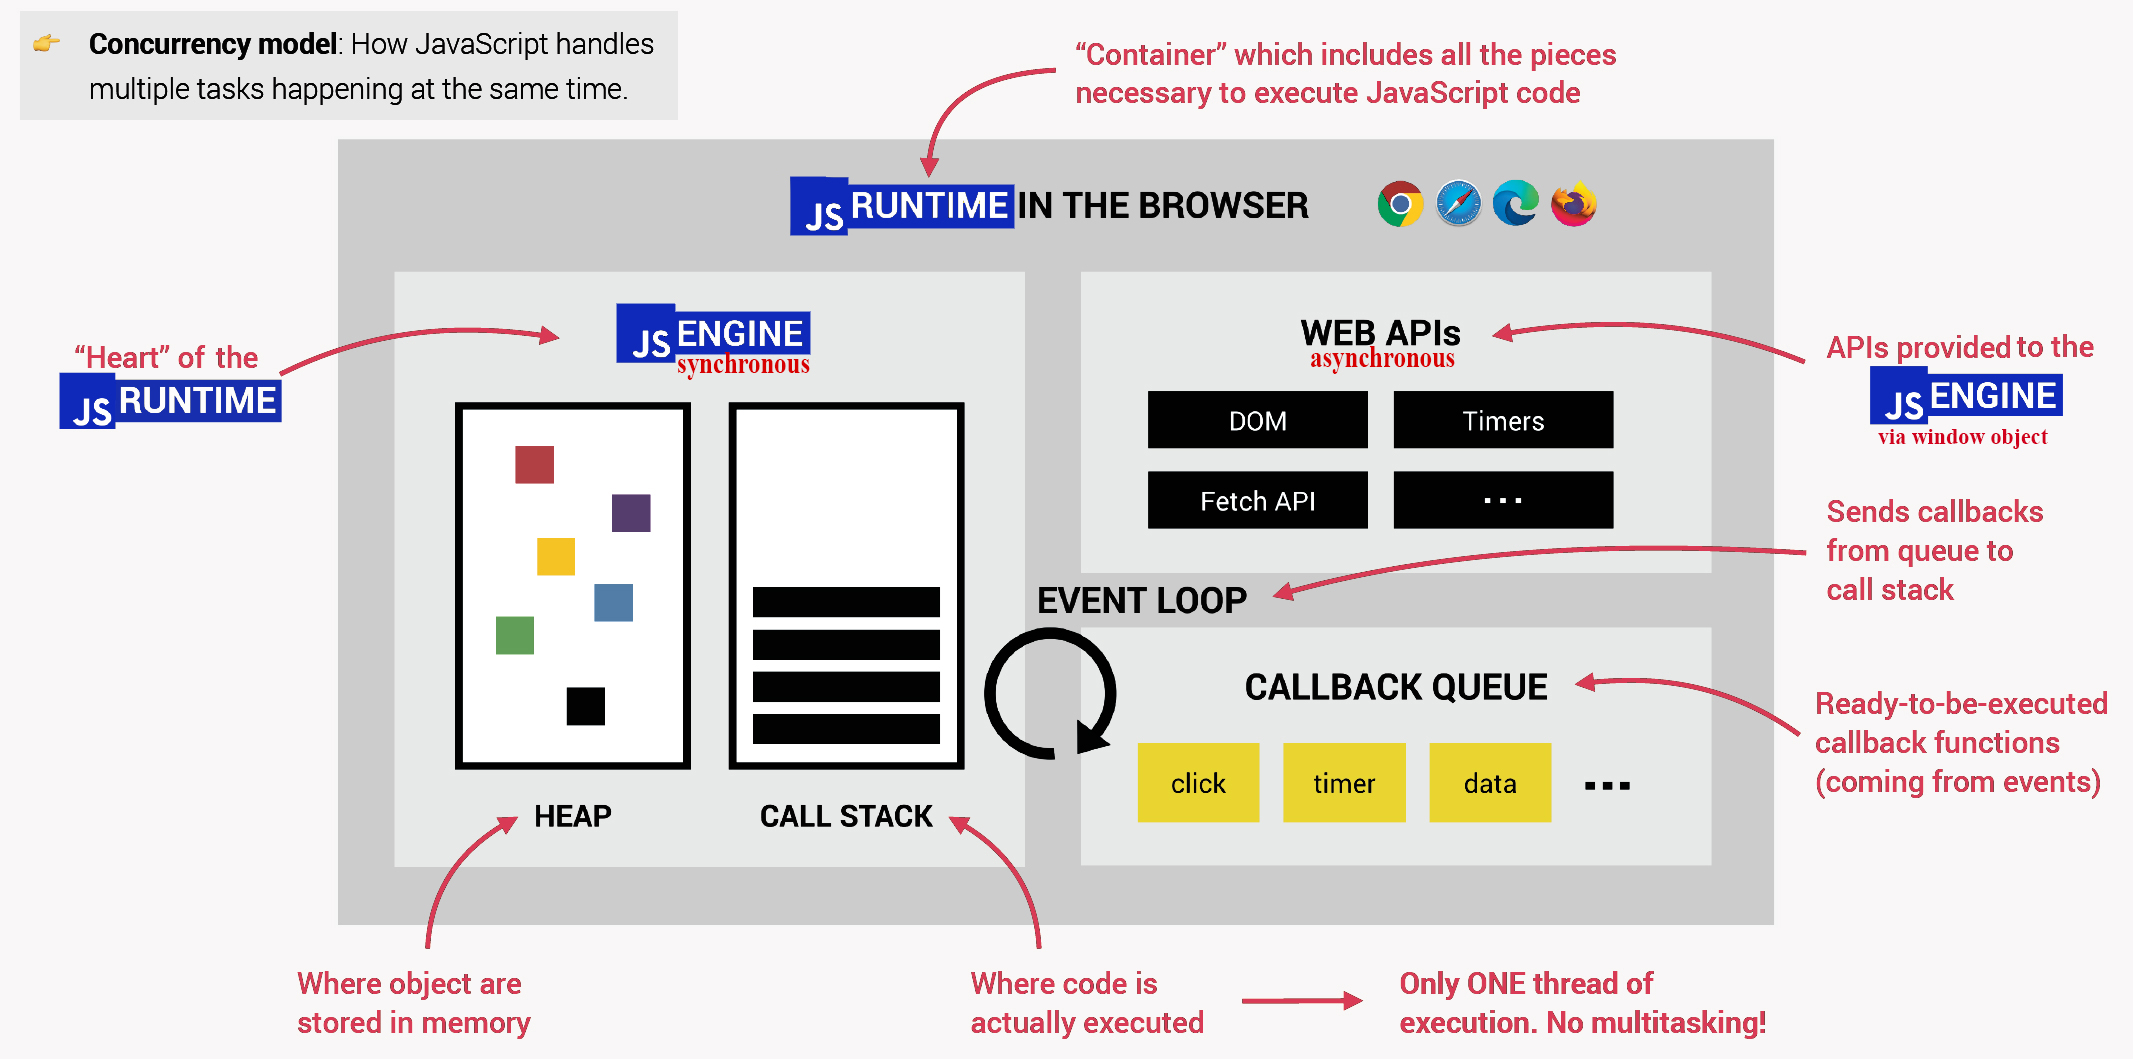 Concurrency model: How JavaScript handles
multiple tasks happening at the same time.
“Container” which includes all the pieces
necessary to execute JavaScript code
JS RUNTIME IN THE BROWSER
“Heart” of the
JS RUNTIME
JS ENGINE
synchronous
HEAP
CALL STACK
WEB APIs
asynchronous
DOM
Timers
Fetch API
...
APIs provided to the
JS ENGINE
via window object
EVENT LOOP
Sends callbacks
from queue to
call stack
CALLBACK QUEUE
click
timer
data
...
Ready-to-be-executed
callback functions
(coming from events)
Where object are
stored in memory
Where code is
actually executed
Only ONE thread of
execution. No multitasking!